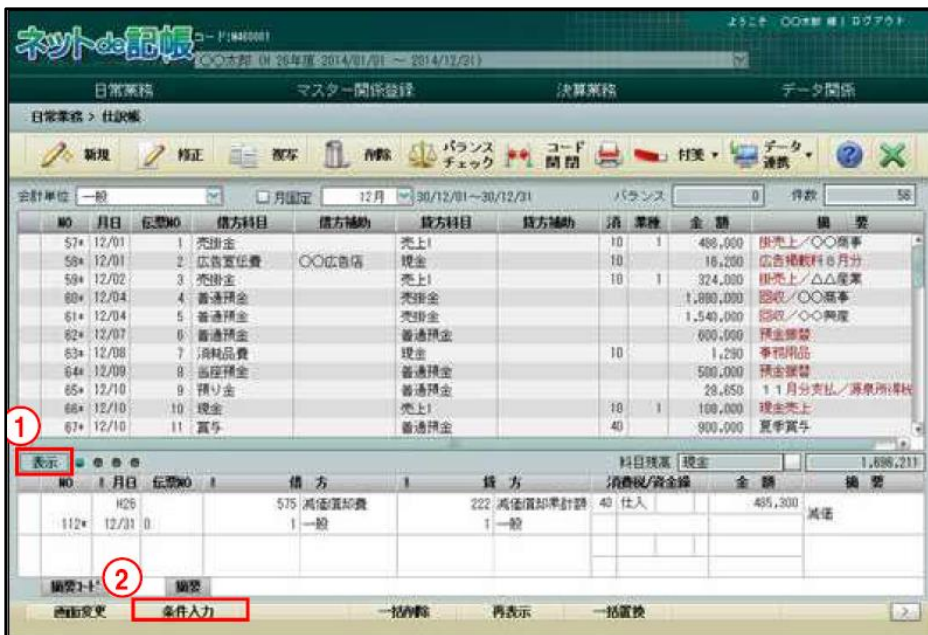 ようこそ 〇〇太郎 様 | ログアウト
ネットde記帳 コード:
〇〇太郎 (H 26年度 2014/01/01 ～ 2014/12/31)
日常業務 マスター関係登録 決算業務 データ関係
日常業務 > 仕訳帳
新規 修正 複写 削除 バランスチェック コード開閉 付箋 データ連携
会計単位 一般 月固定 12月 30/12/01～30/12/31 バランス 0 件数 56
NO 月日 伝票NO 借方科目 借方補助 貸方科目 貸方補助 消 業種 金 額 摘 要
57* 12/01 1 売掛金 売上1 10 1 486,000 掛売上／〇〇商事
58* 12/01 2 広告宣伝費 〇〇広告店 現金 10 16,200 広告掲載料8月分
59* 12/02 3 売掛金 売上1 10 1 324,000 掛売上／△△産業
60* 12/04 4 普通預金 売掛金 1,080,000 回収／〇〇商事
61* 12/04 5 普通預金 売掛金 1,540,000 回収／〇〇興産
62* 12/07 6 普通預金 普通預金 600,000 預金振替
63* 12/08 7 消耗品費 現金 10 1,290 事務用品
64* 12/09 8 当座預金 普通預金 500,000 預金振替
65* 12/10 9 預り金 普通預金 28,650 11月分支払／源泉所得税
66* 12/10 10 現金 売上1 10 1 108,000 現金売上
67* 12/10 11 賞与 普通預金 40 900,000 夏季賞与
①
表示 科目残高 現金 1,686,211
NO 月日 伝票NO 借 方 貸 方 消費税/資金繰 金 額 摘 要
H26 575 減価償却費 222 減価償却累計額 40 仕入 485,300 減価
112* 12/31 0 1 一般 1 一般
②
摘要コード 摘要
画面変更 条件入力 一括削除 再表示 一括置換